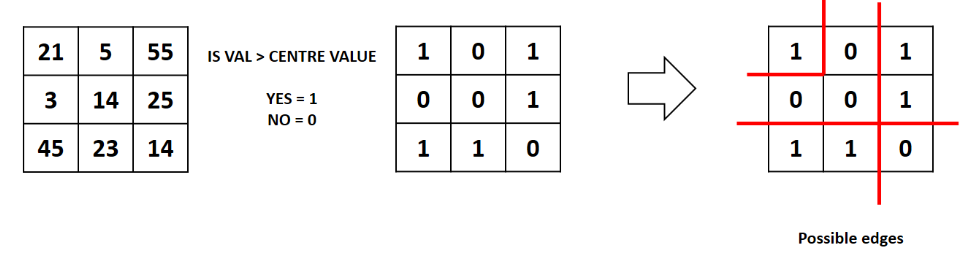 21 5 55
3 14 25
45 23 14
IS VAL > CENTRE VALUE
YES = 1
NO = 0
1 0 1
0 0 1
1 1 0
1 0 1
0 0 1
1 1 0
Possible edges